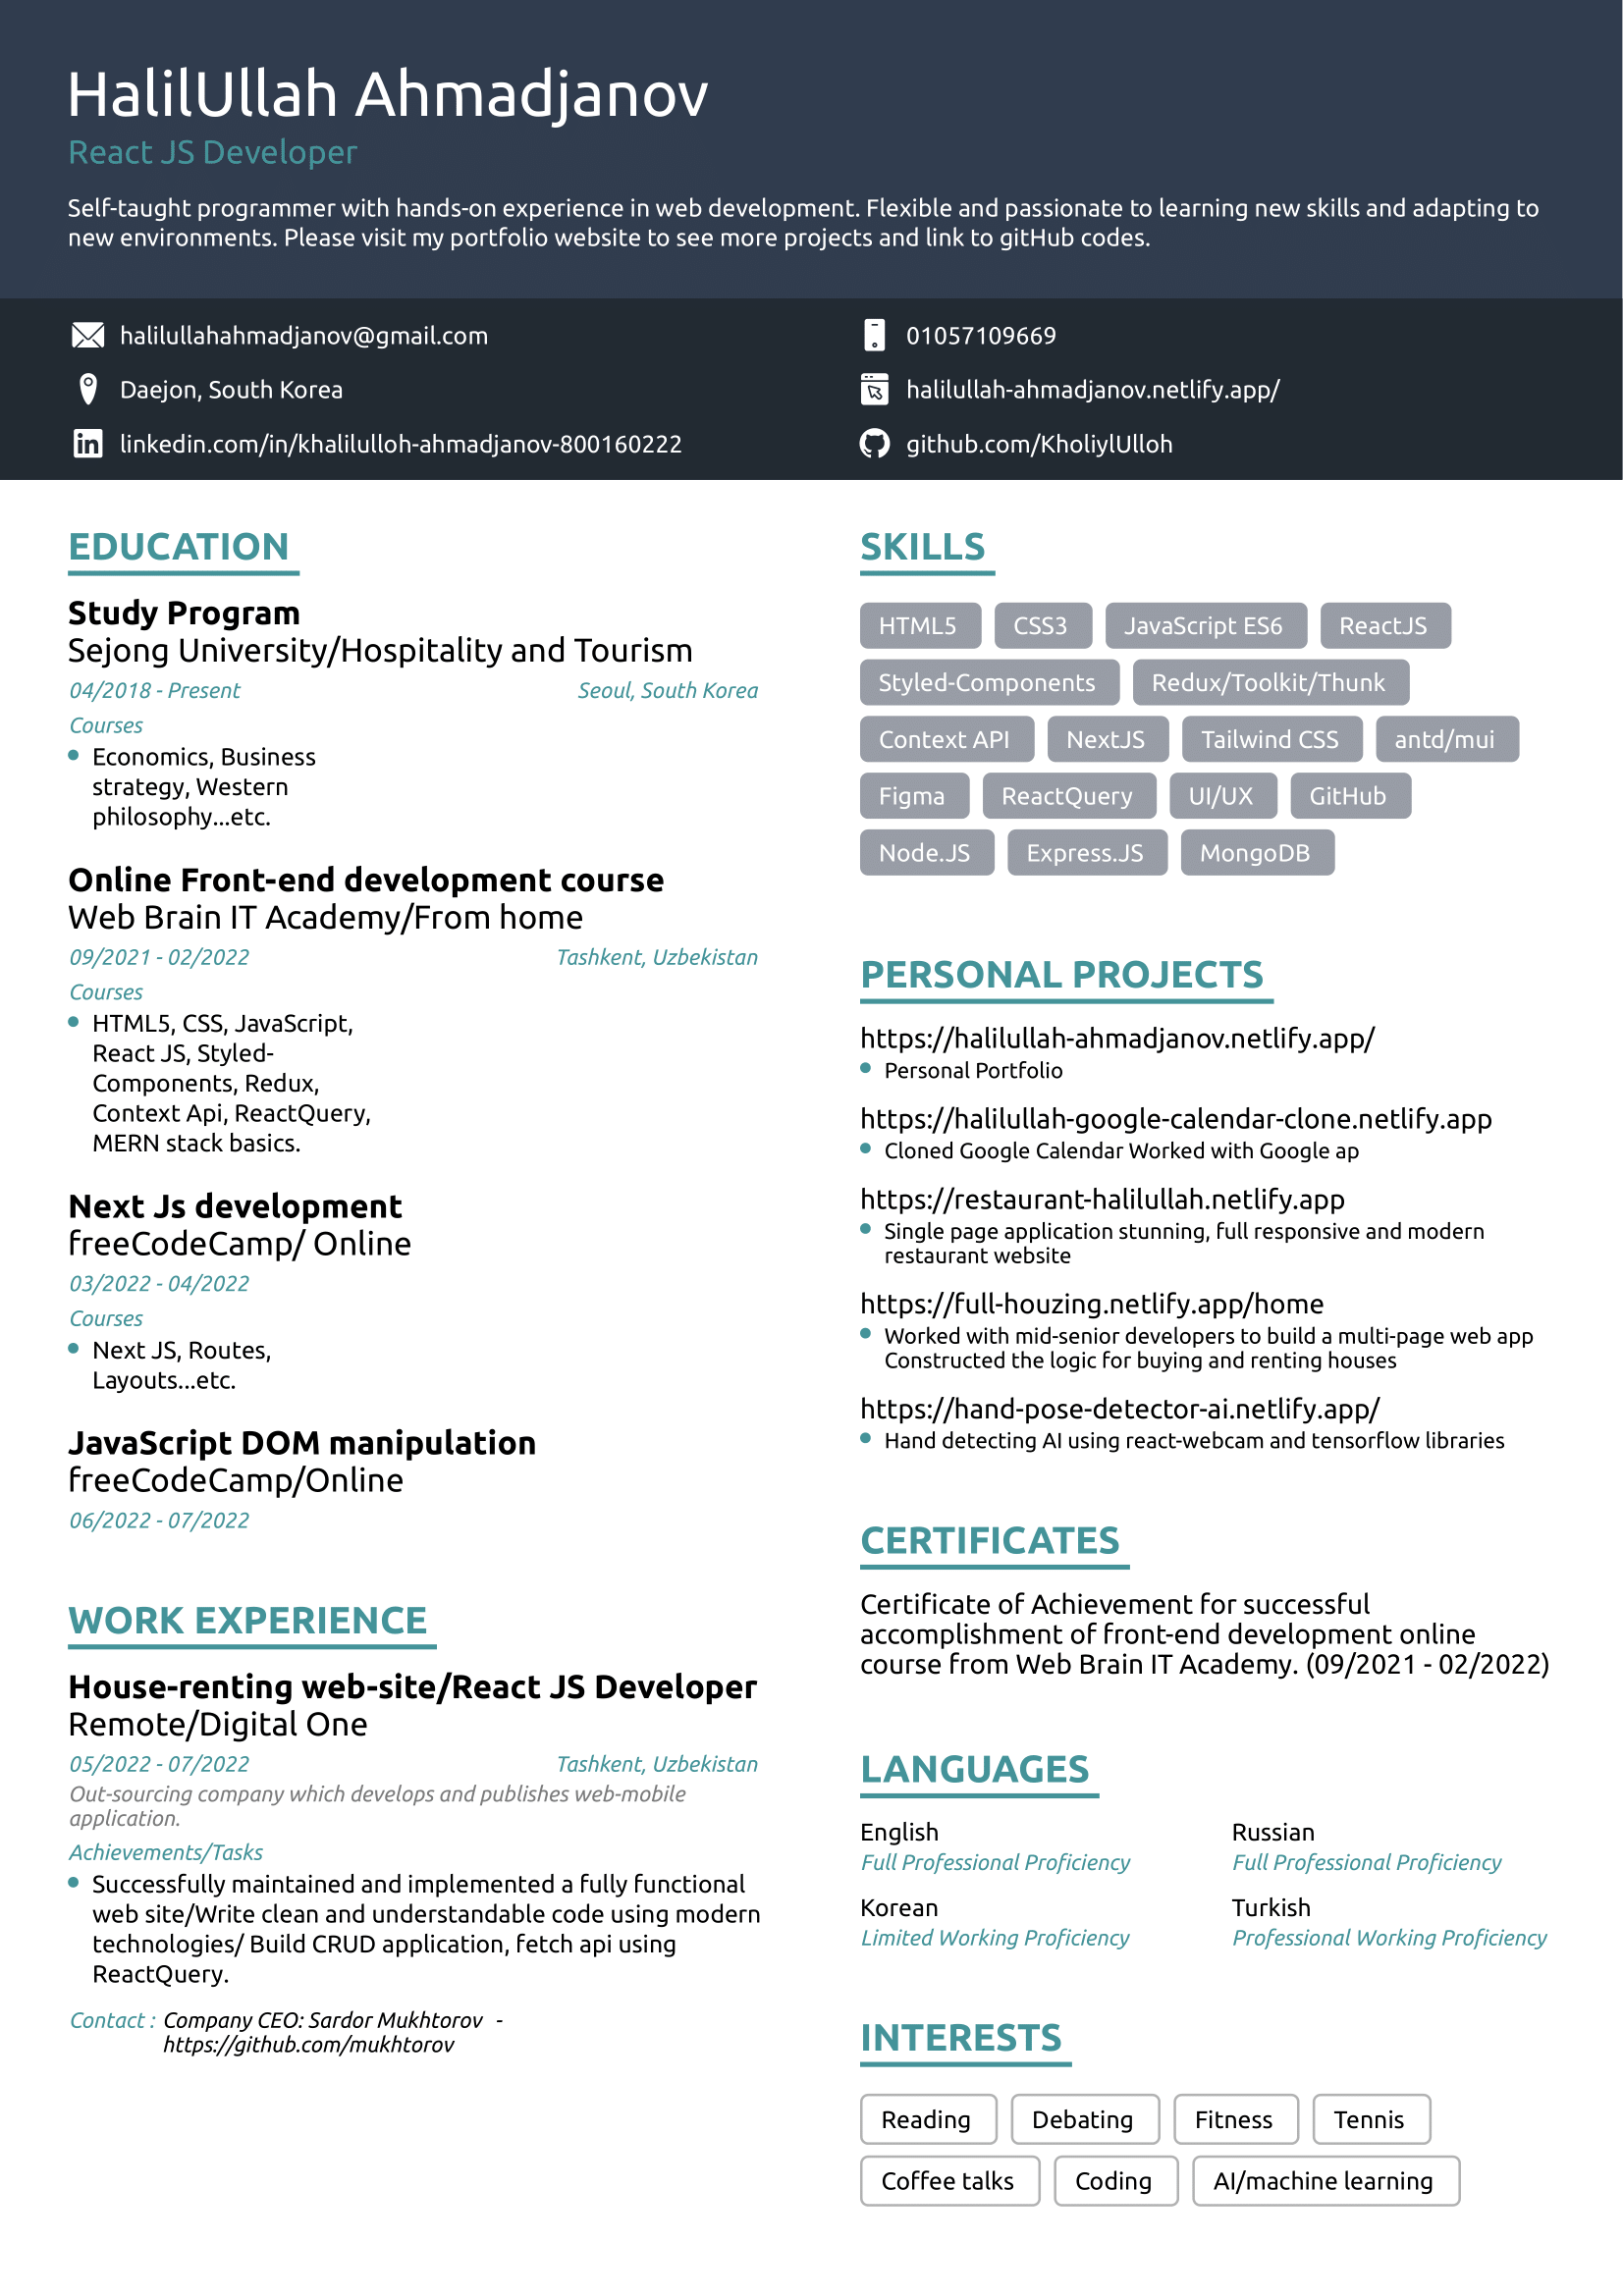 HalilUllah Ahmadjanov
React JS Developer
Self-taught programmer with hands-on experience in web development. Flexible and passionate to learning new skills and adapting to
new environments. Please visit my portfolio website to see more projects and link to gitHub codes.
halilullahahmadjanov@gmail.com
01057109669
Daejon, South Korea
halilullah-ahmadjanov.netlify.app/
linkedin.com/in/khalilulloh-ahmadjanov-800160222
github.com/KholiylUlloh
EDUCATION
Study Program
Sejong University/Hospitality and Tourism
04/2018 - Present Seoul, South Korea
Courses
Economics, Business
strategy, Western
philosophy...etc.
Online Front-end development course
Web Brain IT Academy/From home
09/2021 - 02/2022 Tashkent, Uzbekistan
Courses
HTML5, CSS, JavaScript,
React JS, Styled-
Components, Redux,
Context Api, ReactQuery,
MERN stack basics.
Next Js development
freeCodeCamp/ Online
03/2022 - 04/2022
Courses
Next JS, Routes,
Layouts...etc.
JavaScript DOM manipulation
freeCodeCamp/Online
06/2022 - 07/2022
WORK EXPERIENCE
House-renting web-site/React JS Developer
Remote/Digital One
05/2022 - 07/2022 Tashkent, Uzbekistan
Out-sourcing company which develops and publishes web-mobile
application.
Achievements/Tasks
Successfully maintained and implemented a fully functional
web site/Write clean and understandable code using modern
technologies/ Build CRUD application, fetch api using
ReactQuery.
Contact : Company CEO: Sardor Mukhtorov -
https://github.com/mukhtorov
SKILLS
HTML5 CSS3 JavaScript ES6 ReactJS
Styled-Components Redux/Toolkit/Thunk
Context API NextJS Tailwind CSS antd/mui
Figma ReactQuery UI/UX GitHub
Node.JS Express.JS MongoDB
PERSONAL PROJECTS
https://halilullah-ahmadjanov.netlify.app/
Personal Portfolio
https://halilullah-google-calendar-clone.netlify.app
Cloned Google Calendar Worked with Google ap
https://restaurant-halilullah.netlify.app
Single page application stunning, full responsive and modern
restaurant website
https://full-houzing.netlify.app/home
Worked with mid-senior developers to build a multi-page web app
Constructed the logic for buying and renting houses
https://hand-pose-detector-ai.netlify.app/
Hand detecting AI using react-webcam and tensorflow libraries
CERTIFICATES
Certificate of Achievement for successful
accomplishment of front-end development online
course from Web Brain IT Academy. (09/2021 - 02/2022)
LANGUAGES
English Russian
Full Professional Proficiency Full Professional Proficiency
Korean Turkish
Limited Working Proficiency Professional Working Proficiency
INTERESTS
Reading Debating Fitness Tennis
Coffee talks Coding AI/machine learning